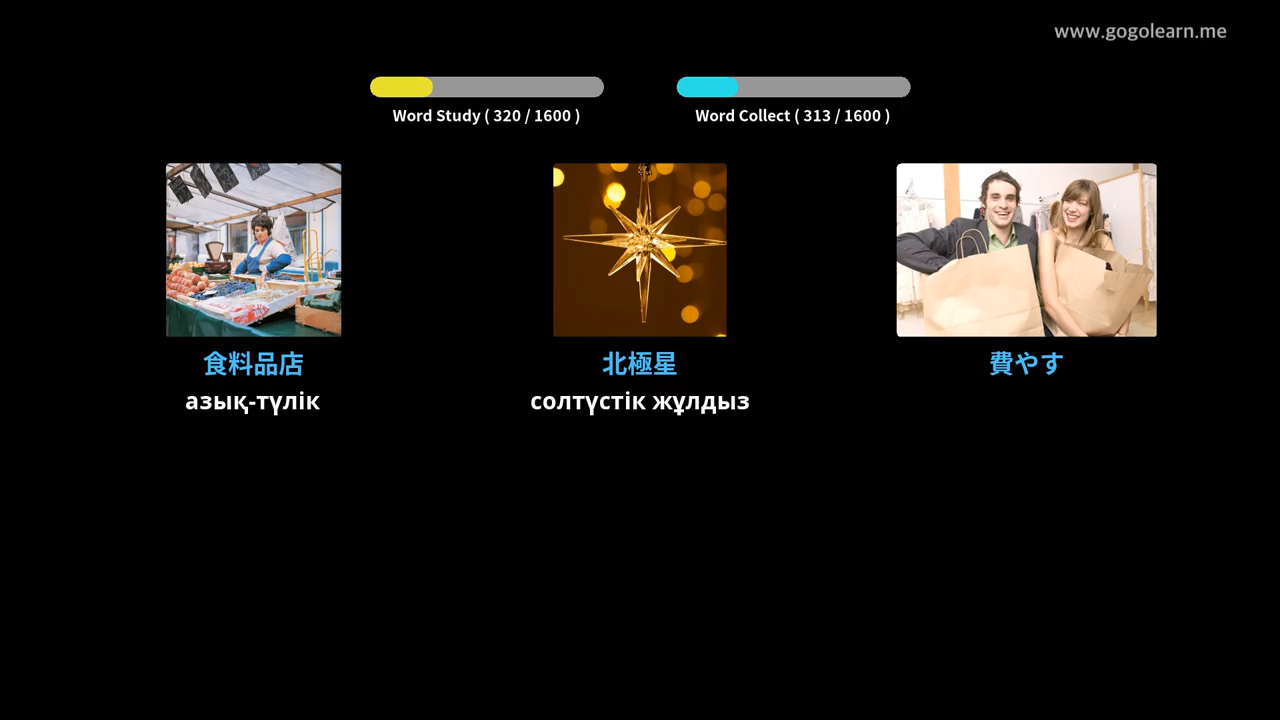 www.gogolearn.me
Word Study ( 320 / 1600 )
Word Collect ( 313 / 1600 )
食料品店
北極星
費やす
азық-түлік
солтүстік жұлдыз